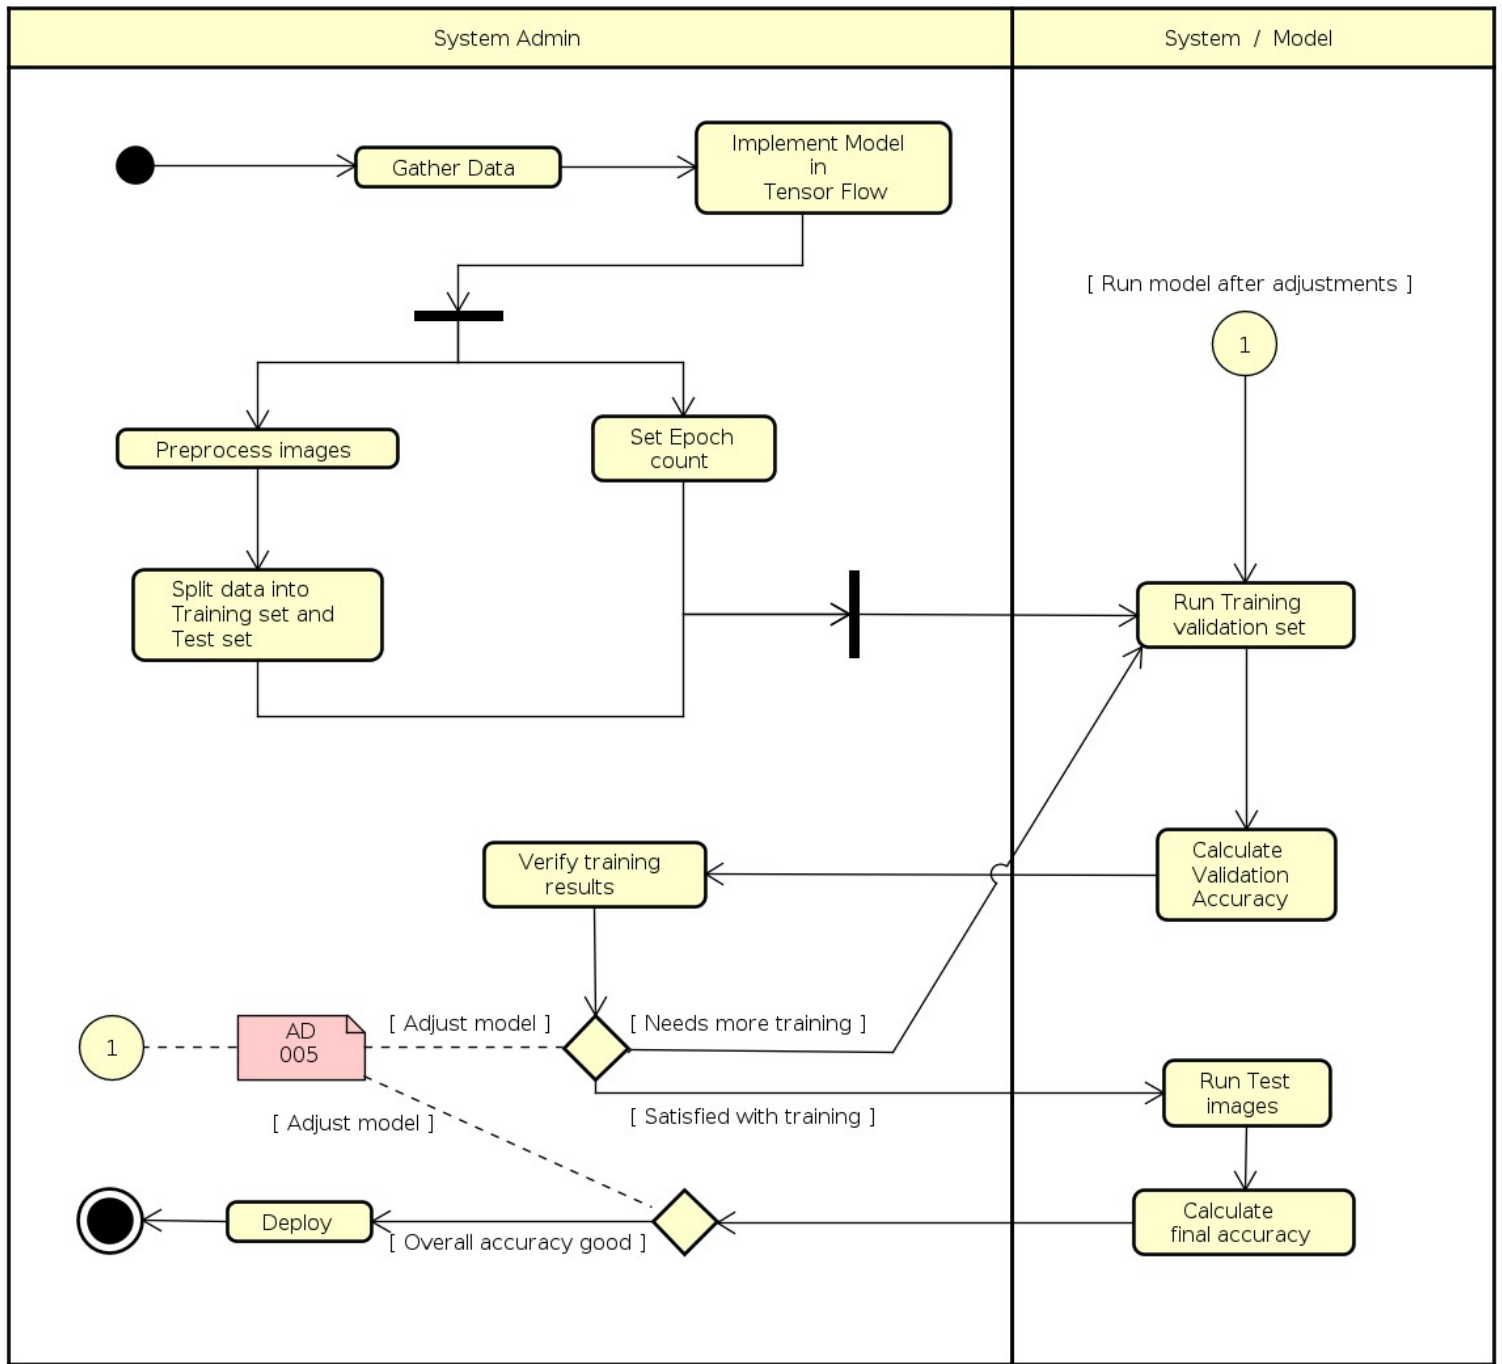 System Admin
System / Model
Gather Data
Implement Model
in
Tensor Flow
[ Run model after adjustments ]
1
Preprocess images
Set Epoch
count
Split data into
Training set and
Test set
Run Training
validation set
Verify training
results
Calculate
Validation
Accuracy
1
AD
005
[ Adjust model ]
[ Needs more training ]
[ Satisfied with training ]
Run Test
images
[ Adjust model ]
Deploy
[ Overall accuracy good ]
Calculate
final accuracy